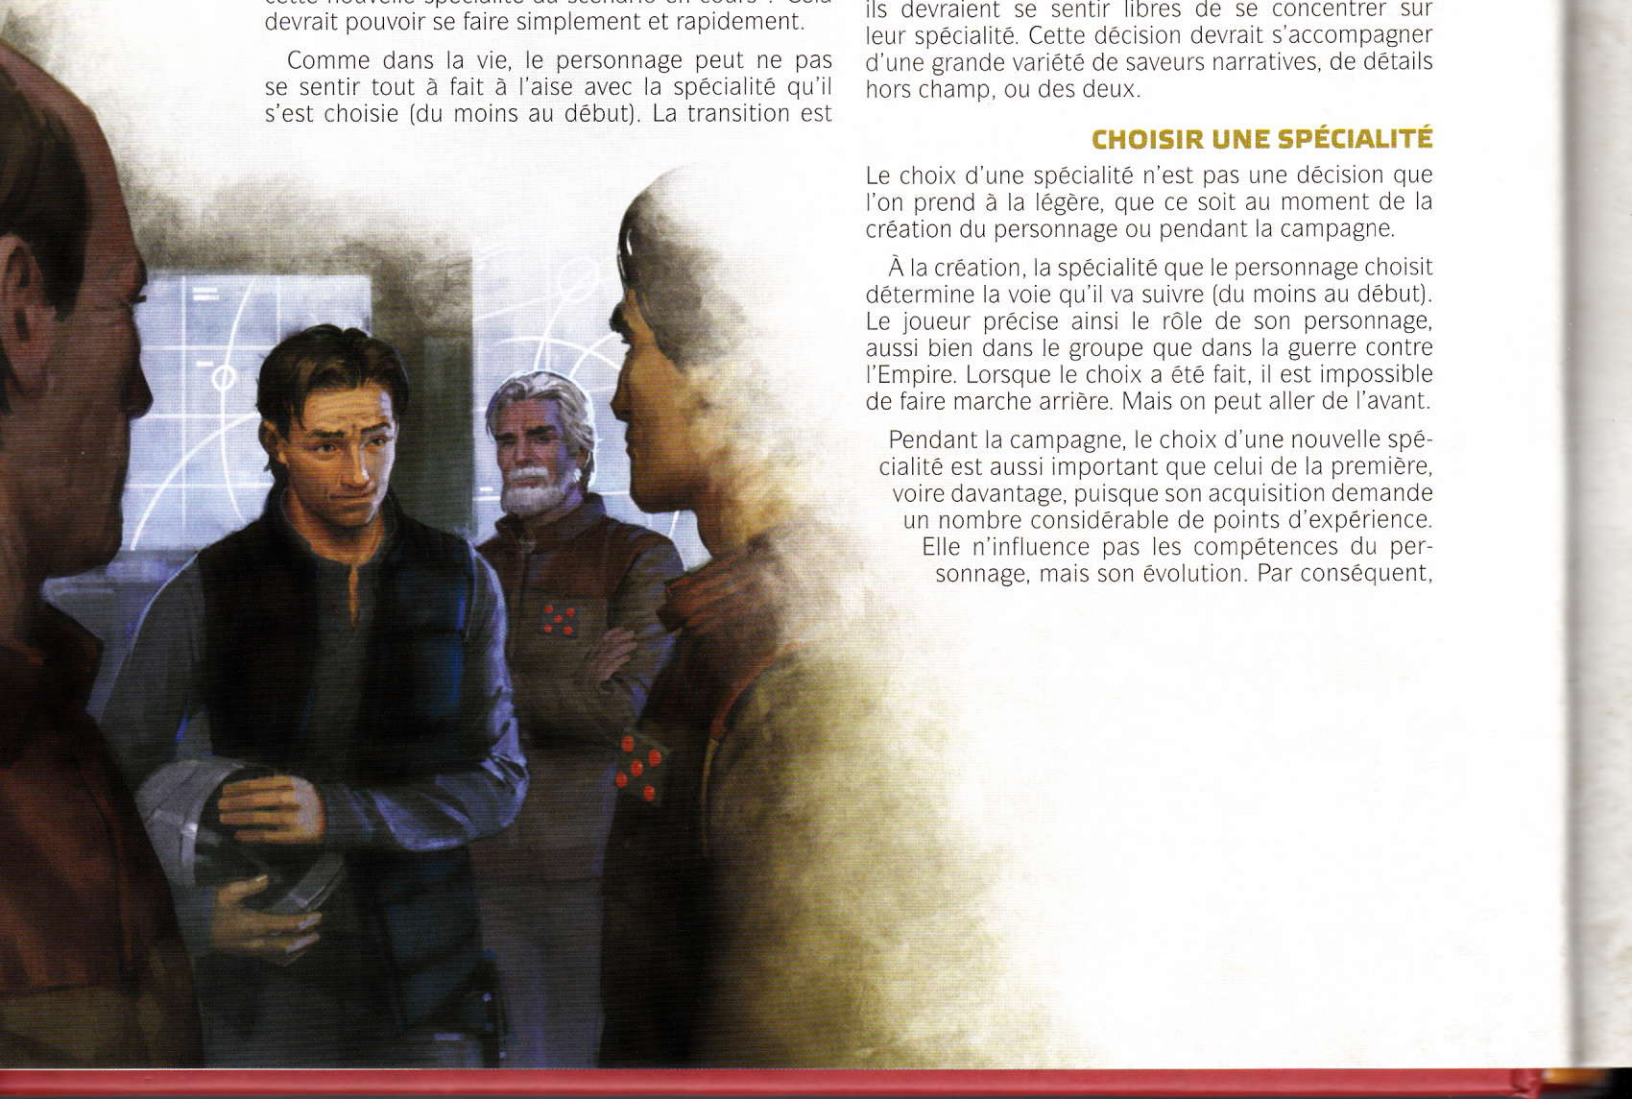 cette nouvelle spécialité au scénario en cours ? Cela
devrait pouvoir se faire simplement et rapidement.
Comme dans la vie, le personnage peut ne pas
se sentir tout à fait à l'aise avec la spécialité qu'il
s'est choisie (du moins au début). La transition est
ils devraient se sentir libres de se concentrer sur
leur spécialité. Cette décision devrait s'accompagner
d'une grande variété de saveurs narratives, de détails
hors champ, ou des deux.
CHOISIR UNE SPÉCIALITÉ
Le choix d'une spécialité n'est pas une décision que
l'on prend à la légère, que ce soit au moment de la
création du personnage ou pendant la campagne.
À la création, la spécialité que le personnage choisit
détermine la voie qu'il va suivre (du moins au début).
Le joueur précise ainsi le rôle de son personnage,
aussi bien dans le groupe que dans la guerre contre
l'Empire. Lorsque le choix a été fait, il est impossible
de faire marche arrière. Mais on peut aller de l'avant.
Pendant la campagne, le choix d'une nouvelle spé-
cialité est aussi important que celui de la première,
voire davantage, puisque son acquisition demande
un nombre considérable de points d'expérience.
Elle n'influence pas les compétences du per-
sonnage, mais son évolution. Par conséquent,